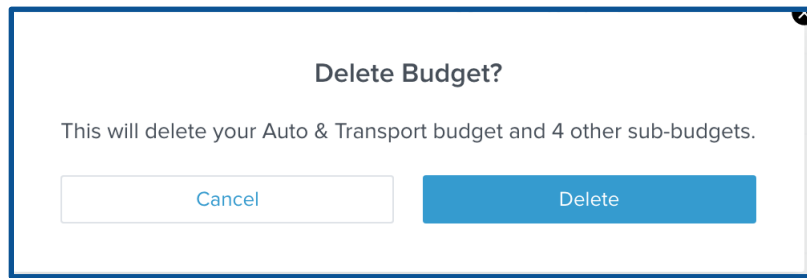 Delete Budget?
This will delete your Auto & Transport budget and 4 other sub-budgets.
Cancel
Delete